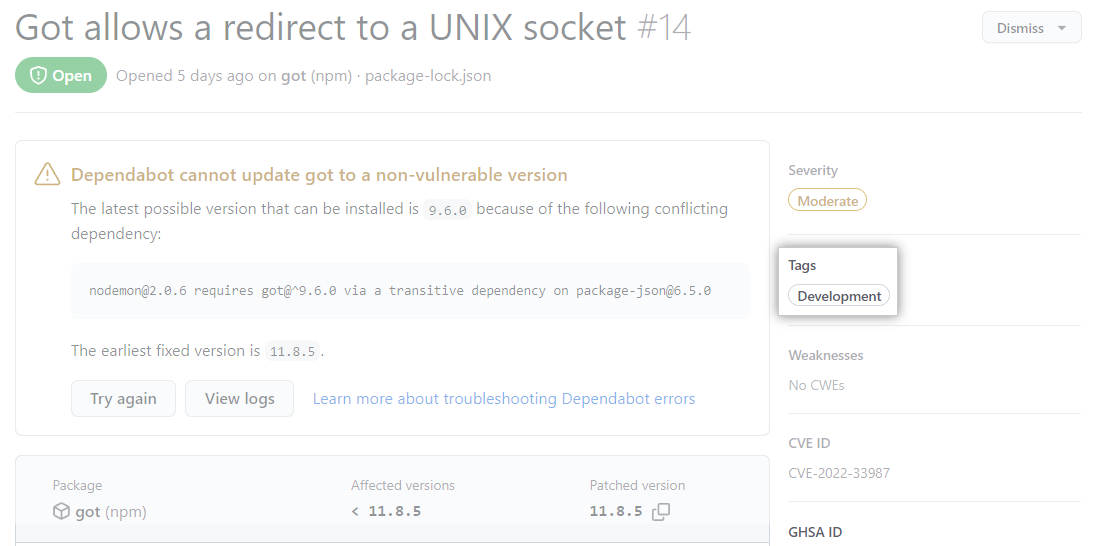 Got allows a redirect to a UNIX socket #14
Dismiss
Open
Opened 5 days ago on got (npm) · package-lock.json
Dependabot cannot update got to a non-vulnerable version
The latest possible version that can be installed is 9.6.0 because of the following conflicting
dependency:
nodemon@2.0.6 requires got@^9.6.0 via a transitive dependency on package-json@6.5.0
The earliest fixed version is 11.8.5.
Try again
View logs
Learn more about troubleshooting Dependabot errors
Package
Affected versions
Patched version
got (npm)
< 11.8.5
11.8.5
Severity
Moderate
Tags
Development
Weaknesses
No CWEs
CVE ID
CVE-2022-33987
GHSA ID